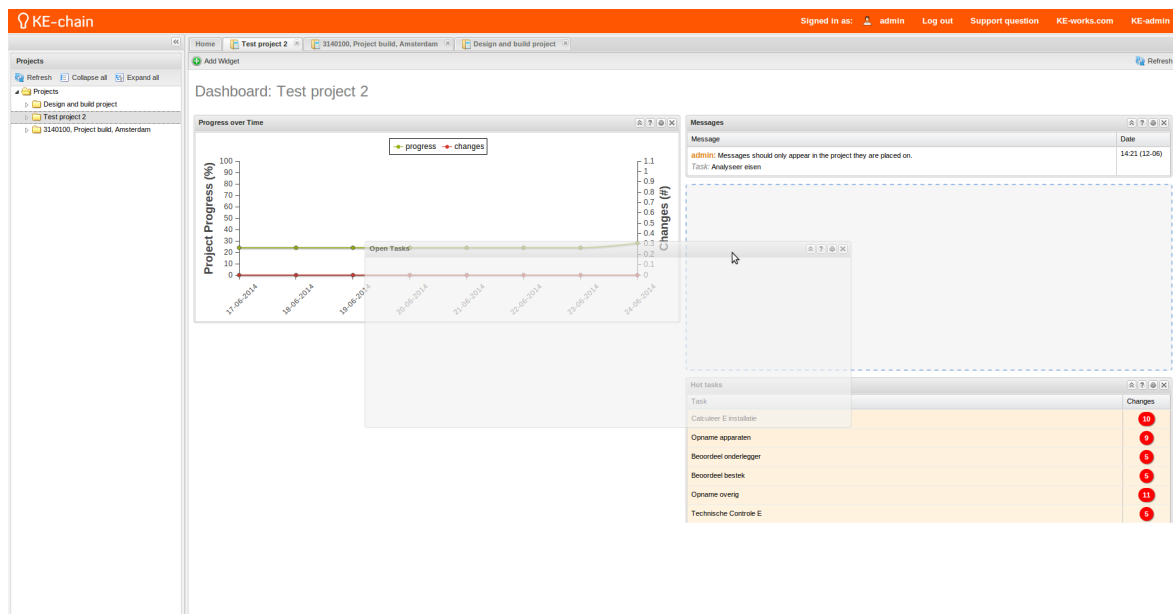 KE-chain
Signed in as: admin Log out Support question KE-works.com KE-admin
Home Test project 2 3140100, Project build, Amsterdam Design and build project
Projects
Add Widget Refresh
Refresh Collapse all Expand all
Projects
Design and build project
Test project 2
3140100, Project build, Amsterdam
Dashboard: Test project 2
Progress over Time
progress changes
Project Progress (%)
100
90
80
70
60
50
40
30
20
10
0
1.1
1
0.9
0.8
0.7
0.6
0.5
0.4
0.3
0.2
0.1
0
Changes (#)
17-06-2014
18-06-2014
19-06-2014
20-06-2014
21-06-2014
22-06-2014
23-06-2014
24-06-2014
Open Tasks
Messages
Message Date
admin: Messages should only appear in the project they are placed on. 14:21 (12-06)
Task: Analyseer eisen
Hot tasks
Task Changes
Calculeer E installatie 10
Opname apparaten 9
Beoordeel onderlegger 5
Beoordeel bestek 5
Opname overig 11
Technische Controle E 5